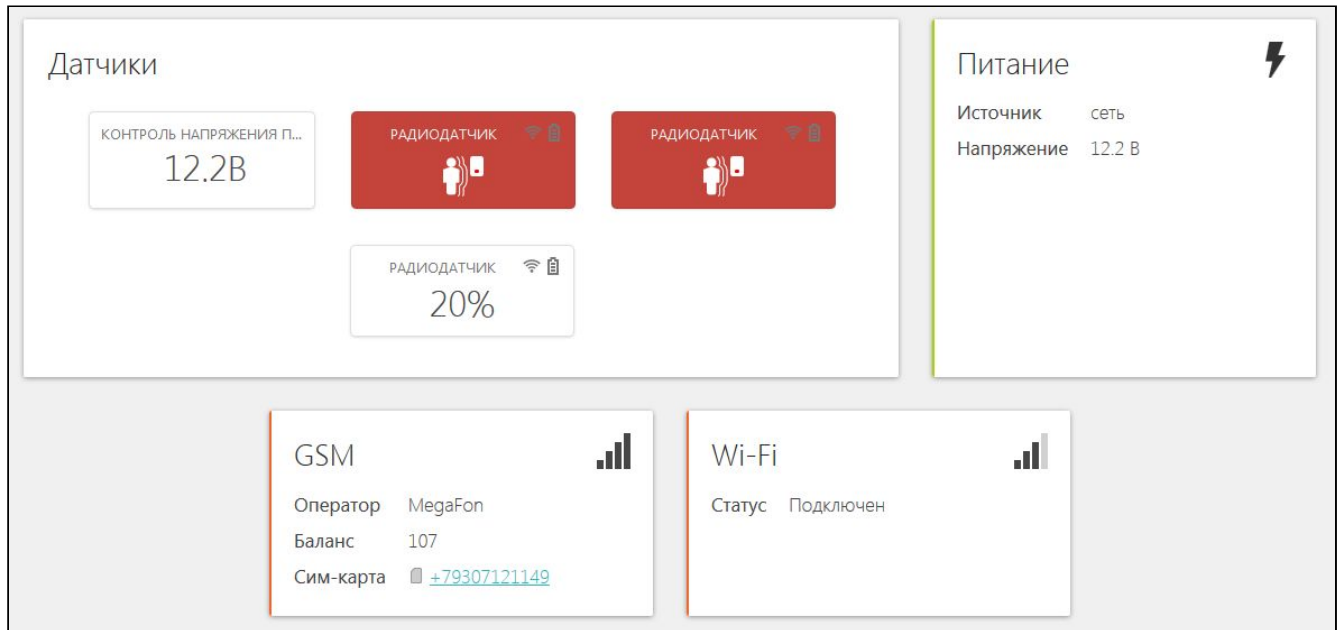 Датчики
КОНТРОЛЬ НАПРЯЖЕНИЯ П...
12.2В
РАДИОДАТЧИК
РАДИОДАТЧИК
РАДИОДАТЧИК
20%
Питание
Источник сеть
Напряжение 12.2 В
GSM
Оператор MegaFon
Баланс 107
Сим-карта +79307121149
Wi-Fi
Статус Подключен